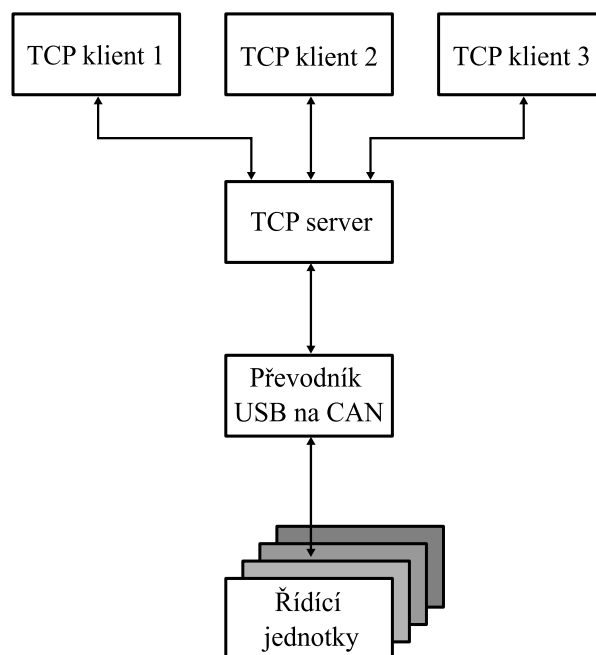 TCP klient 1
TCP klient 2
TCP klient 3
TCP server
Převodník
USB na CAN
Řídící
jednotky